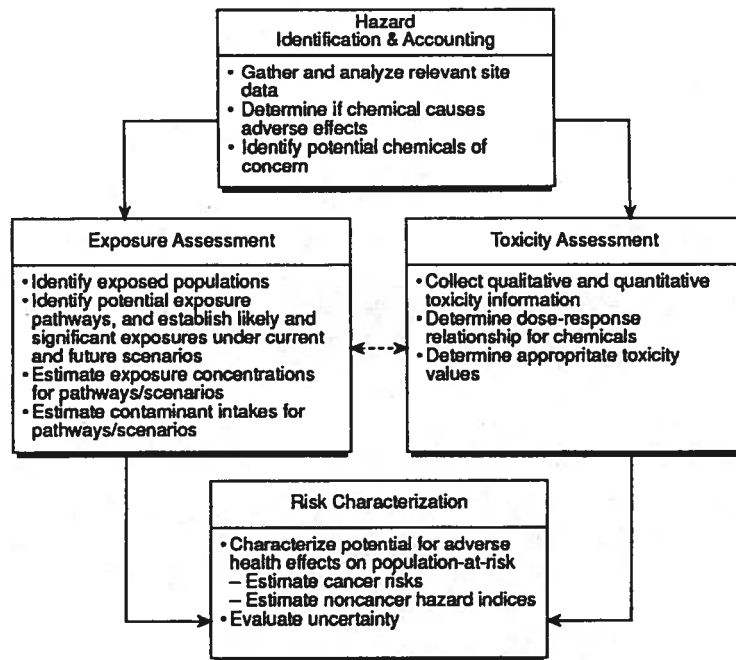 Hazard
Identification & Accounting
• Gather and analyze relevant site
data
• Determine if chemical causes
adverse effects
• Identify potential chemicals of
concern
Exposure Assessment
• Identify exposed populations
• Identify potential exposure
pathways, and establish likely and
significant exposures under current
and future scenarios
• Estimate exposure concentrations
for pathways/scenarios
• Estimate contaminant intakes for
pathways/scenarios
Toxicity Assessment
• Collect qualitative and quantitative
toxicity information
• Determine dose-response
relationship for chemicals
• Determine appropritate toxicity
values
Risk Characterization
• Characterize potential for adverse
health effects on population-at-risk
– Estimate cancer risks
– Estimate noncancer hazard indices
• Evaluate uncertainty